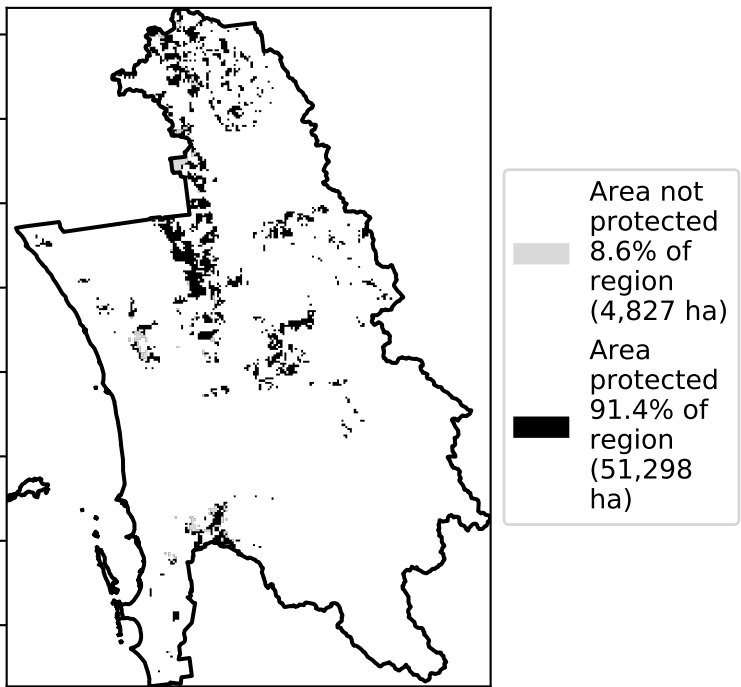 Area not
protected
8.6% of
region
(4,827 ha)
Area
protected
91.4% of
region
(51,298
ha)